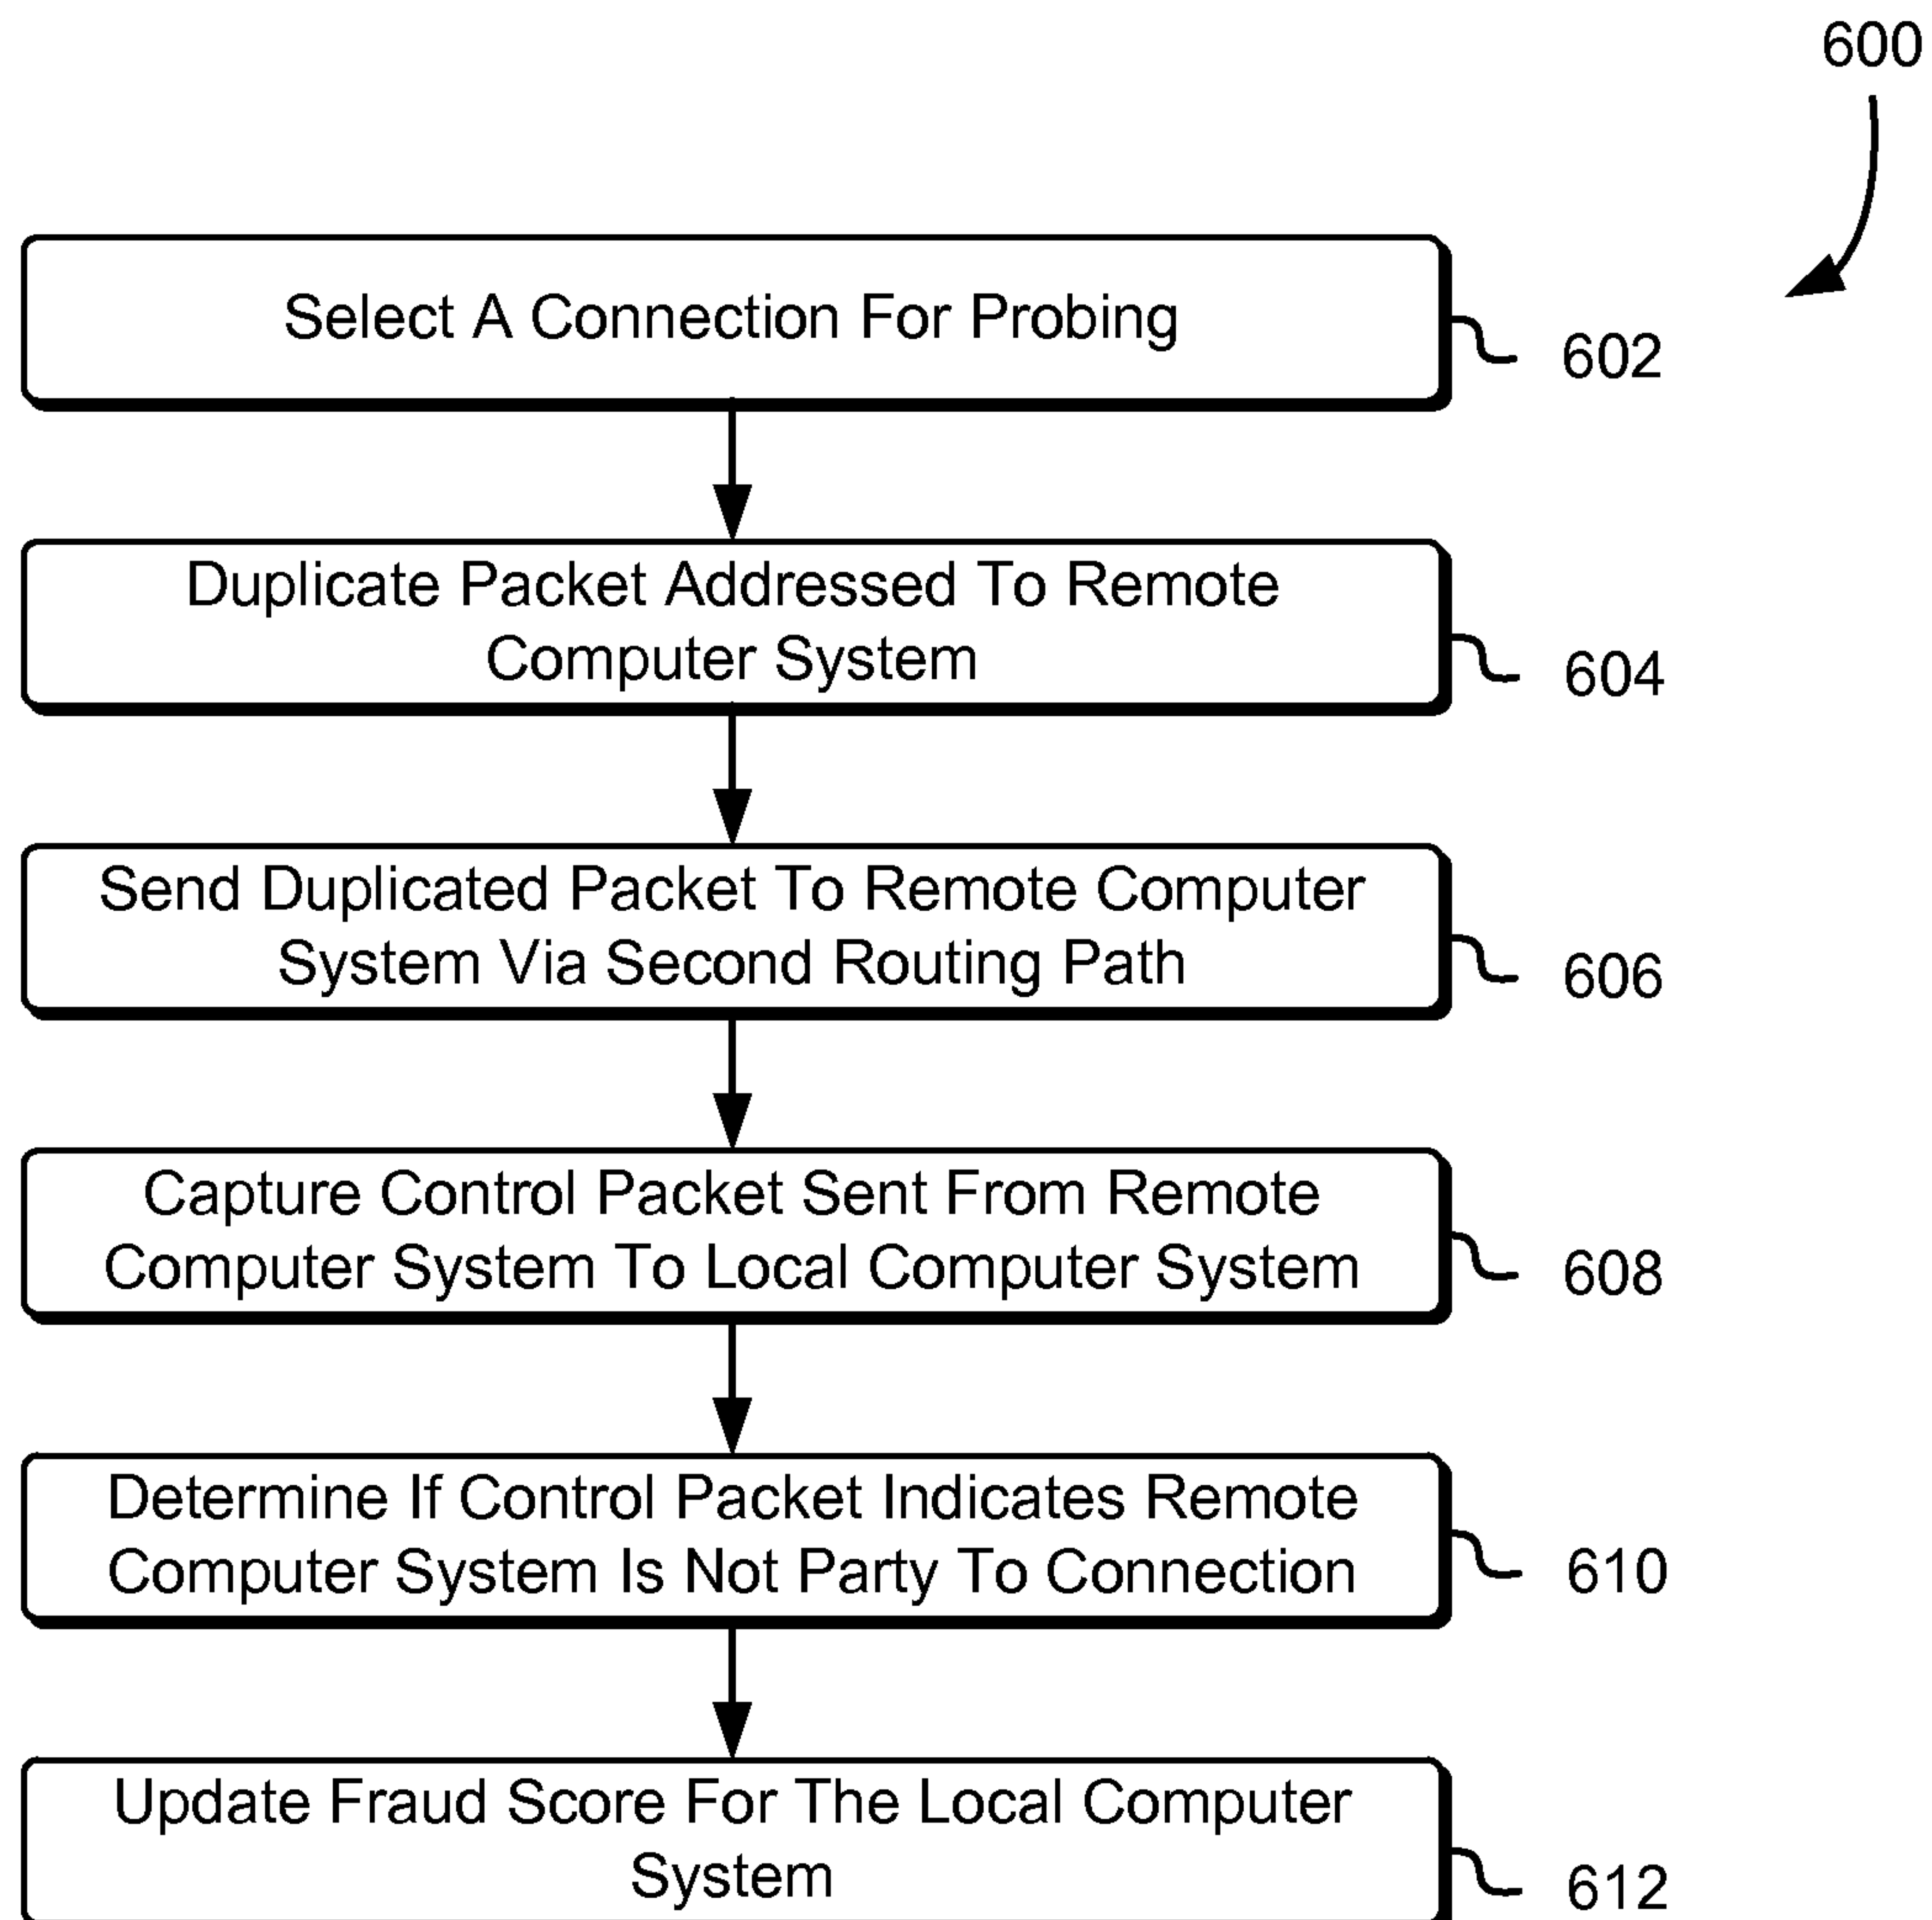 600
Select A Connection For Probing
602
Duplicate Packet Addressed To Remote
Computer System
604
Send Duplicated Packet To Remote Computer
System Via Second Routing Path
606
Capture Control Packet Sent From Remote
Computer System To Local Computer System
608
Determine If Control Packet Indicates Remote
Computer System Is Not Party To Connection
610
Update Fraud Score For The Local Computer
System
612